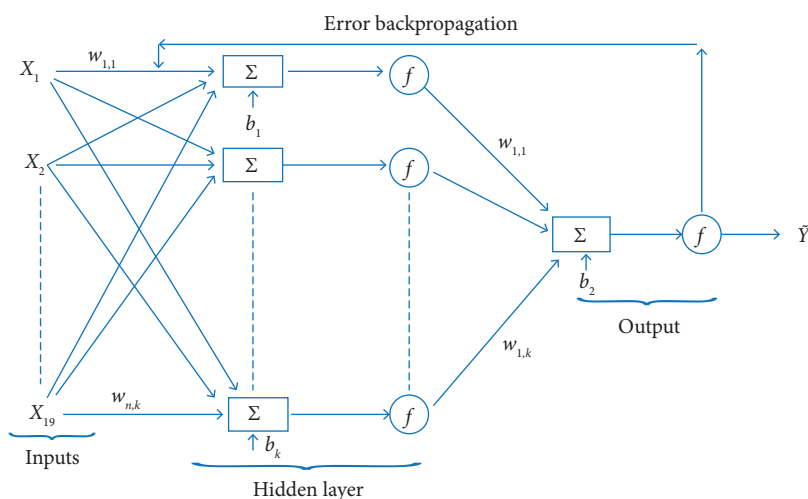 Error backpropagation
X₁
w₁,₁
Σ
f
b₁
w₁,₁
X₂
Σ
f
Σ
f
Ỹ
b₂
Output
w₁,ₖ
X₁₉
wₙ,ₖ
Σ
f
bₖ
Inputs
Hidden layer